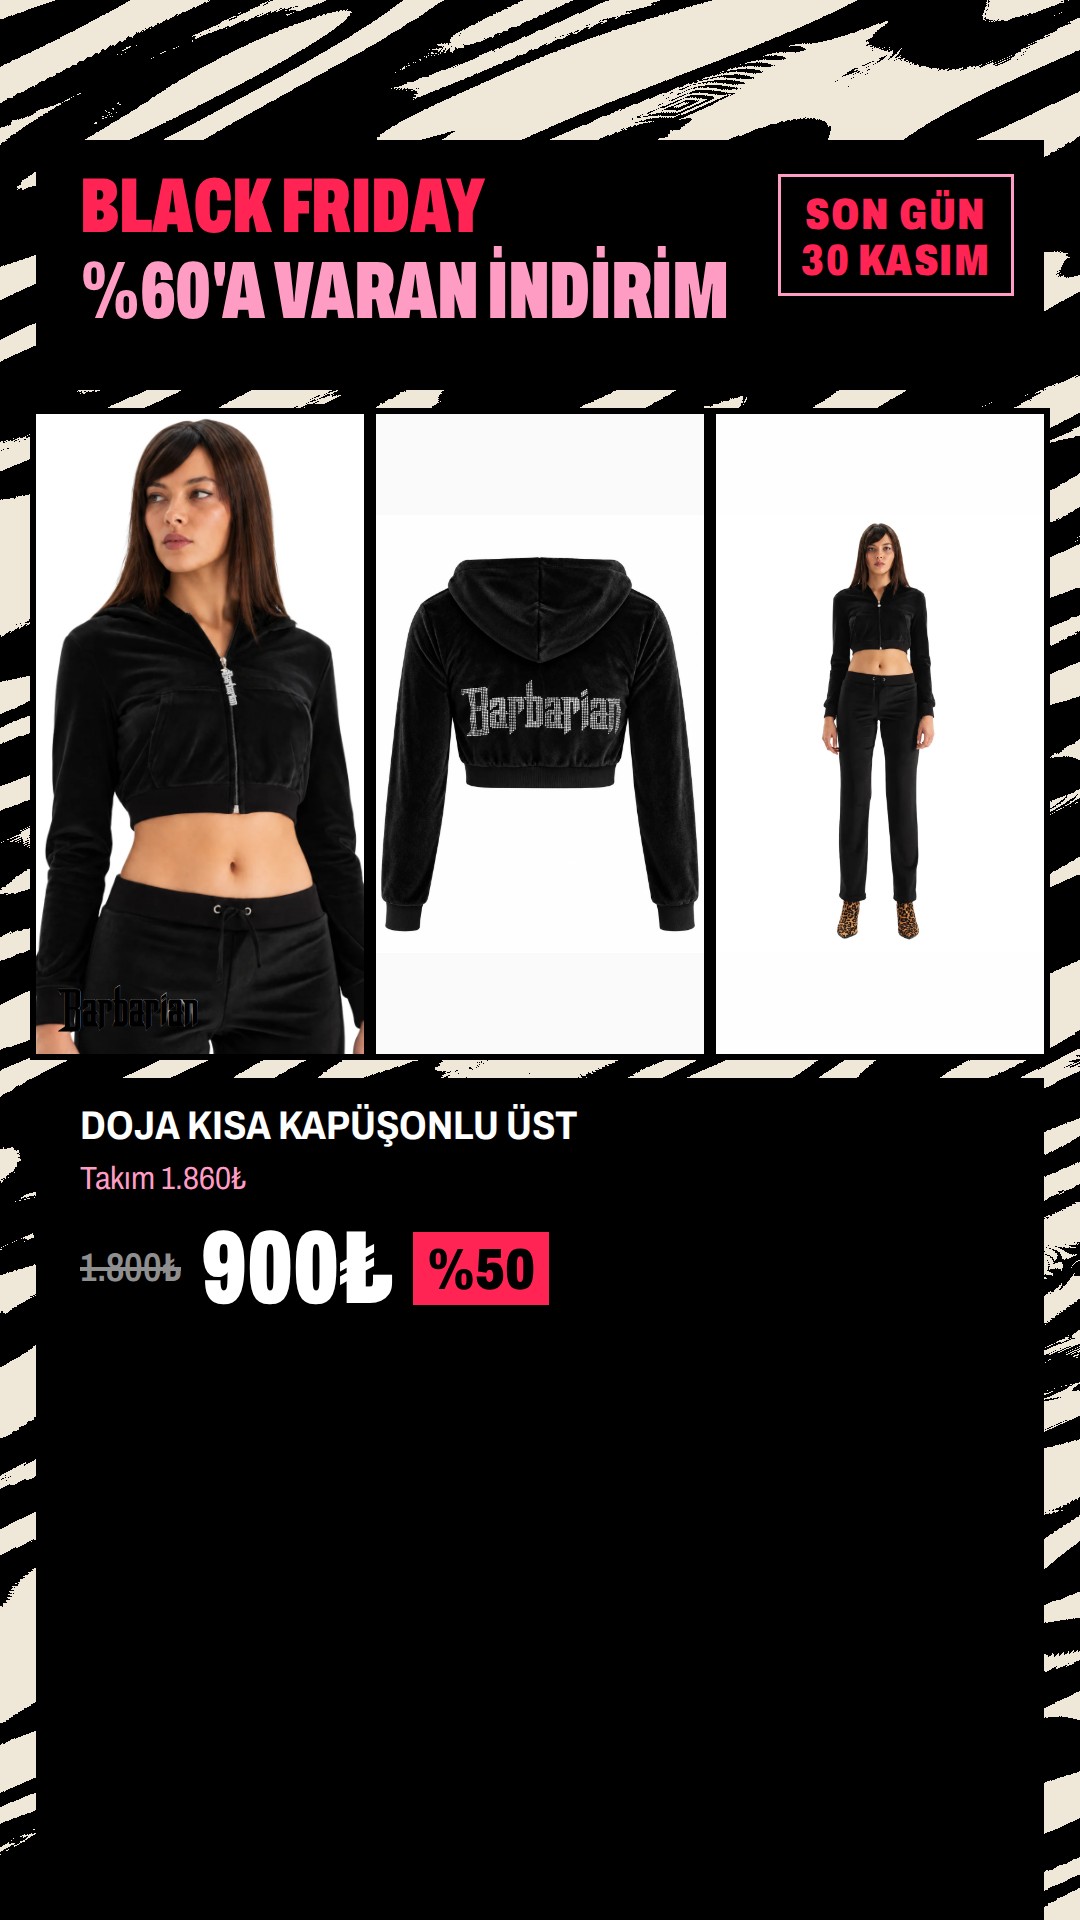 BLACK FRIDAY
%60'A VARAN İNDİRİM
SON GÜN
30 KASIM
Barbarian
Barbarian
Barbarian
DOJA KISA KAPÜŞONLU ÜST
Takım 1.860₺
1.800₺ 900₺ %50